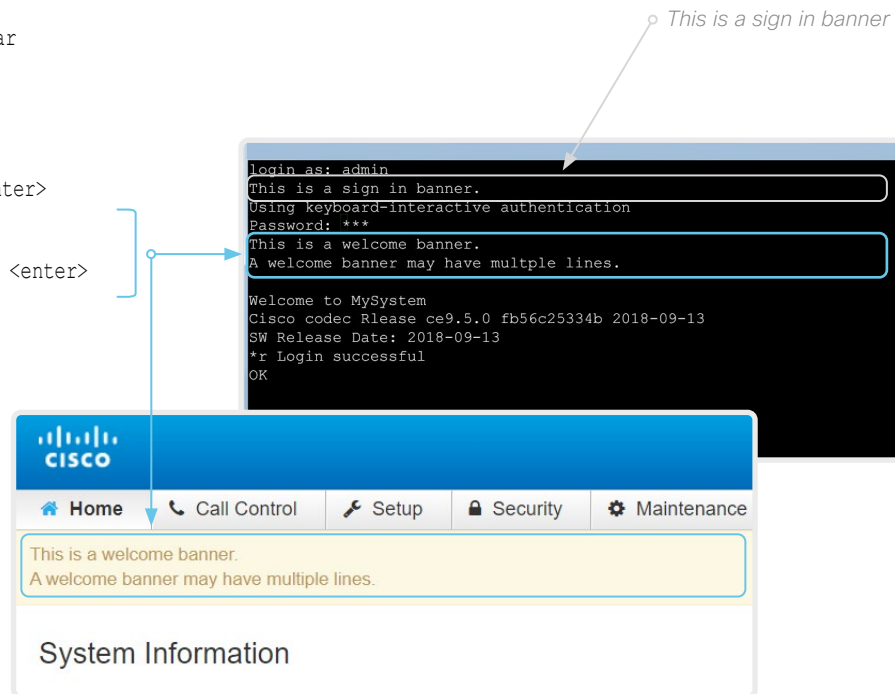 This is a sign in banner
ar
ter>
<enter>
login as: admin
This is a sign in banner.
Using keyboard-interactive authentication
Password: ***
This is a welcome banner.
A welcome banner may have multple lines.
Welcome to MySystem
Cisco codec Rlease ce9.5.0 fb56c25334b 2018-09-13
SW Release Date: 2018-09-13
*r Login successful
OK
CISCO
Home Call Control Setup Security Maintenance
This is a welcome banner.
A welcome banner may have multiple lines.
System Information